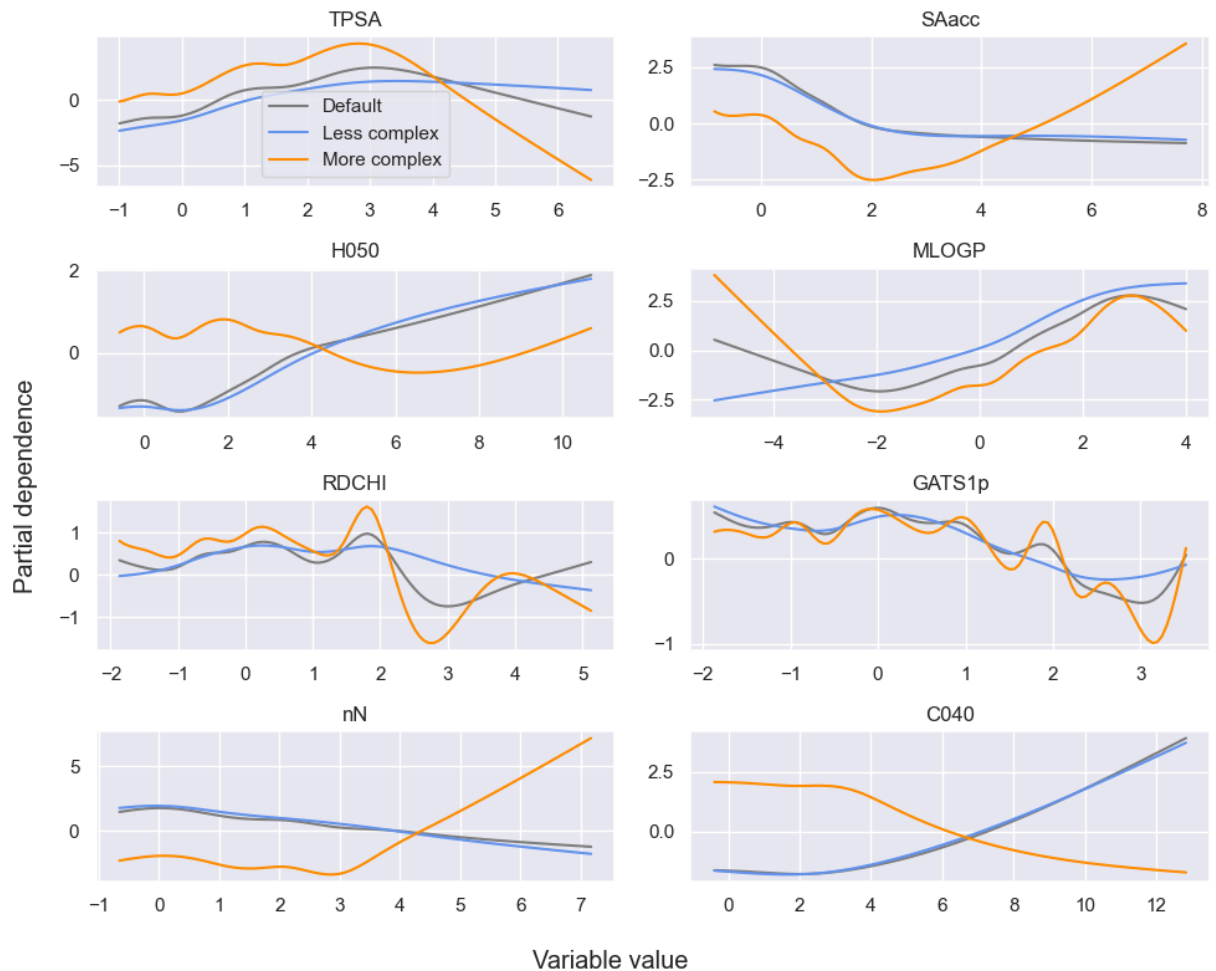 TPSA
SAacc
0
−5
Default
Less complex
More complex
2.5
0.0
−2.5
−1 0 1 2 3 4 5 6
0 2 4 6 8
H050
MLOGP
2
0
2.5
0.0
−2.5
0 2 4 6 8 10
−4 −2 0 2 4
Partial dependence
RDCHI
GATS1p
1
0
−1
0
−1
−2 −1 0 1 2 3 4 5
−2 −1 0 1 2 3
nN
C040
5
0
2.5
0.0
−1 0 1 2 3 4 5 6 7
0 2 4 6 8 10 12
Variable value